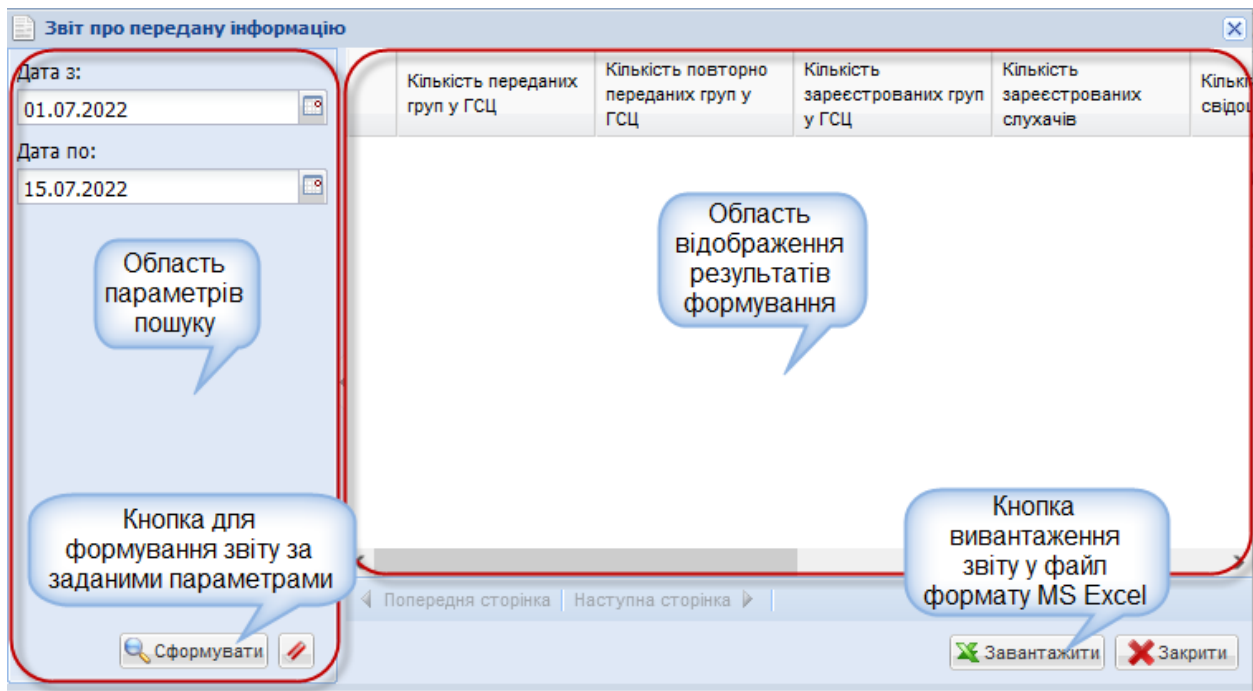 Звіт про передану інформацію
Дата з:
01.07.2022
Дата по:
15.07.2022
Область
параметрів
пошуку
Кнопка для
формування звіту за
заданими параметрами
Сформувати
Кількість переданих
груп у ГСЦ
Кількість повторно
переданих груп у
ГСЦ
Кількість
зареєстрованих груп
у ГСЦ
Кількість
зареєстрованих
слухачів
Область
відображення
результатів
формування
Кнопка
вивантаження
звіту у файл
формату MS Excel
Попередня сторінка
Наступна сторінка
Завантажити
Закрити